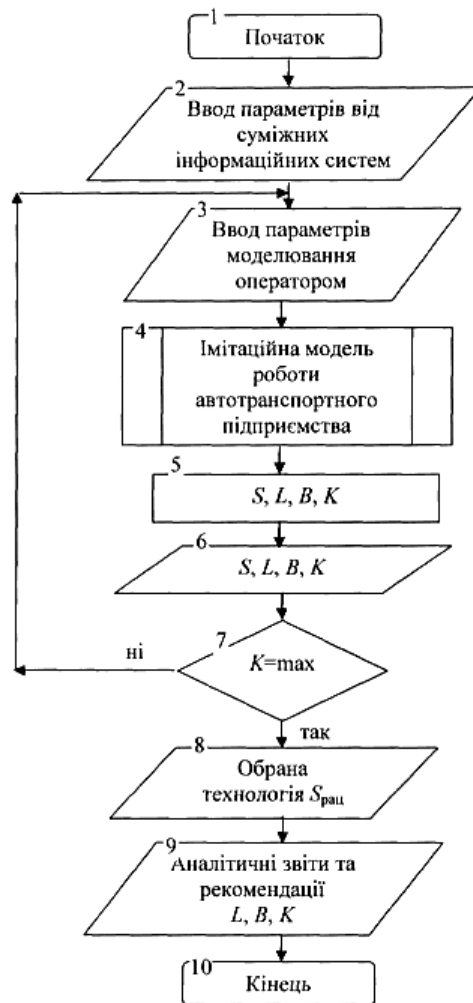 1
Початок
2
Ввод параметрів від
суміжних
інформаційних систем
3
Ввод параметрів
моделювання
оператором
4
Імітаційна модель
роботи
автотранспортного
підприємства
5
S, L, B, K
6
S, L, B, K
7
K=max
ні
так
8
Обрана
технологія Sрац
9
Аналітичні звіти та
рекомендації
L, B, K
10
Кінець